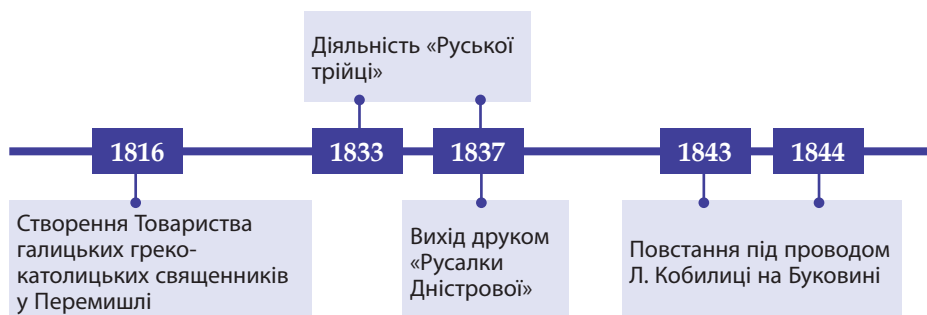 Діяльність «Руської
трійці»
1816
1833
1837
1843
1844
Створення Товариства
галицьких греко-
католицьких священників
у Перемишлі
Вихід друком
«Русалки
Дністрової»
Повстання під проводом
Л. Кобилиці на Буковині